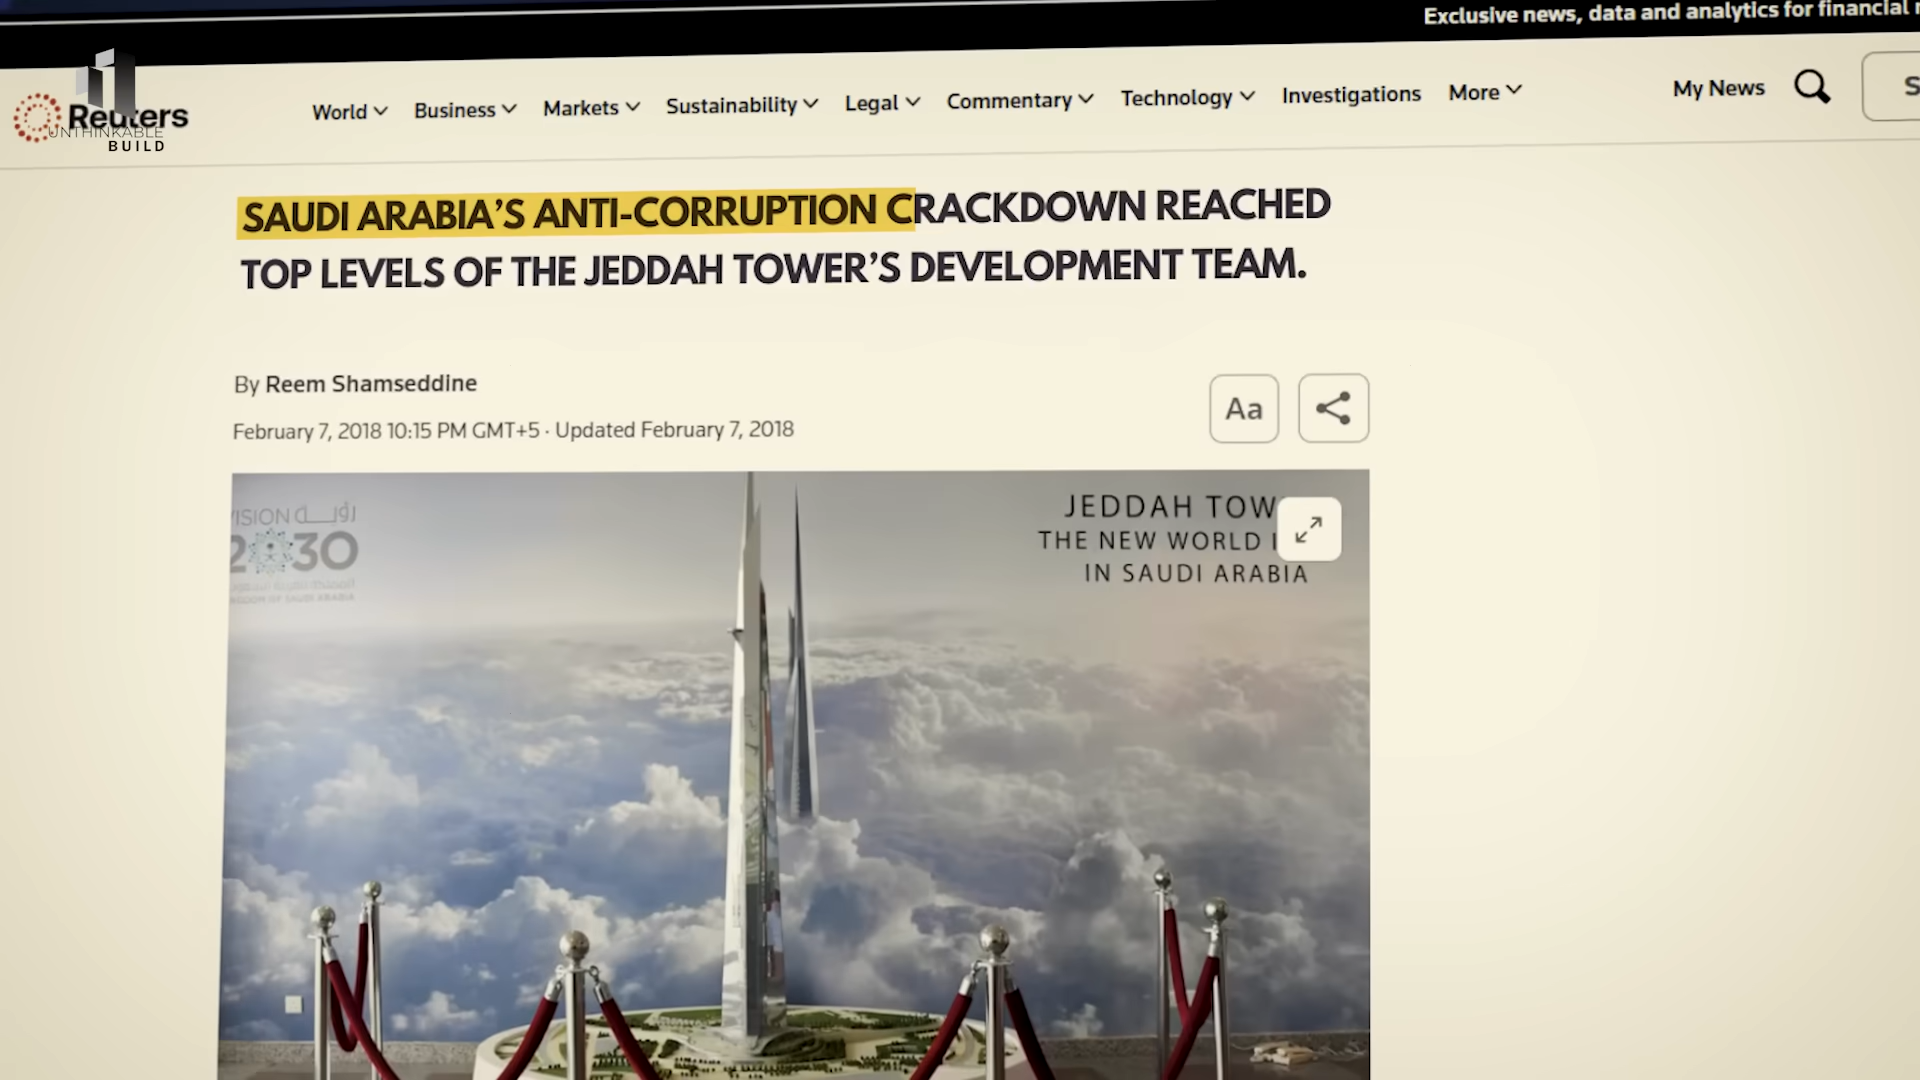 Exclusive news, data and analytics for financial
Reuters
UNTHINKABLE
BUILD
World
Business
Markets
Sustainability
Legal
Commentary
Technology
Investigations
More
My News
SAUDI ARABIA’S ANTI-CORRUPTION CRACKDOWN REACHED
TOP LEVELS OF THE JEDDAH TOWER’S DEVELOPMENT TEAM.
By Reem Shamseddine
February 7, 2018 10:15 PM GMT+5 · Updated February 7, 2018
Aa
VISION رؤيــة
2030
JEDDAH TOW
THE NEW WORLD
IN SAUDI ARABIA